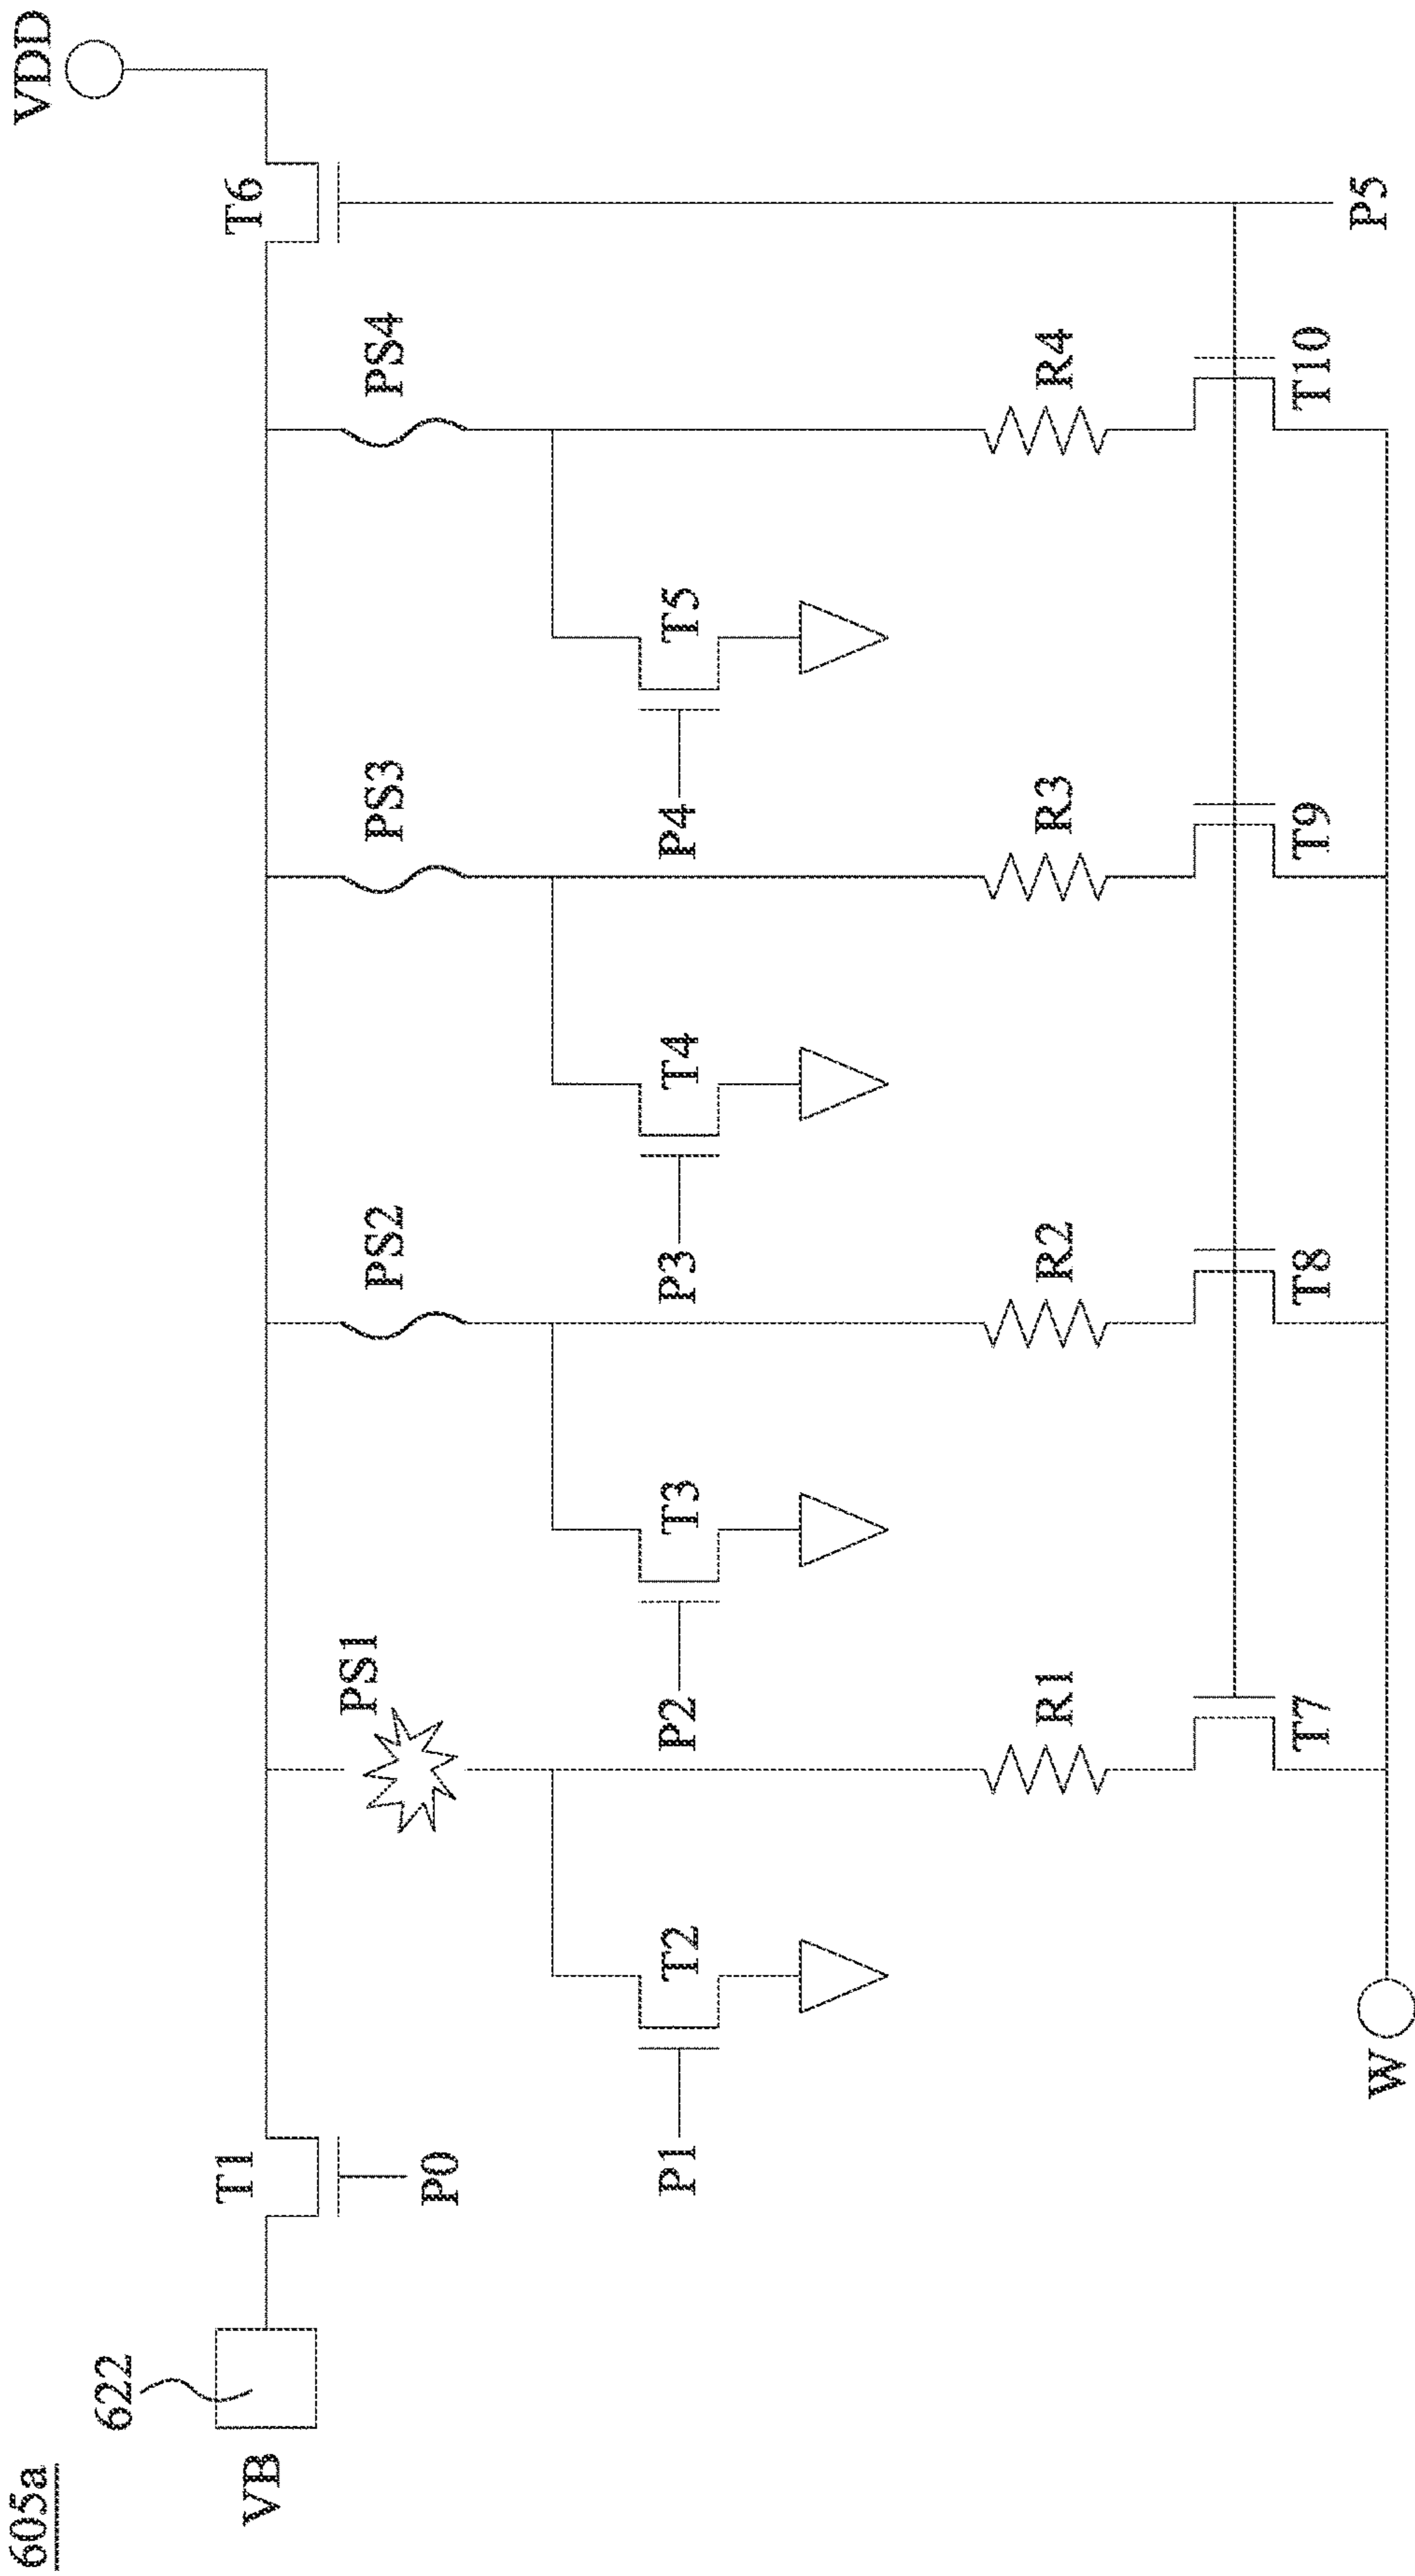 605a
VDD
622
VB
T1
T6
P0
PS1
PS2
PS3
PS4
P1
T2
P2
T3
P3
T4
P4
T5
R1
R2
R3
R4
T7
T8
T9
T10
P5
W